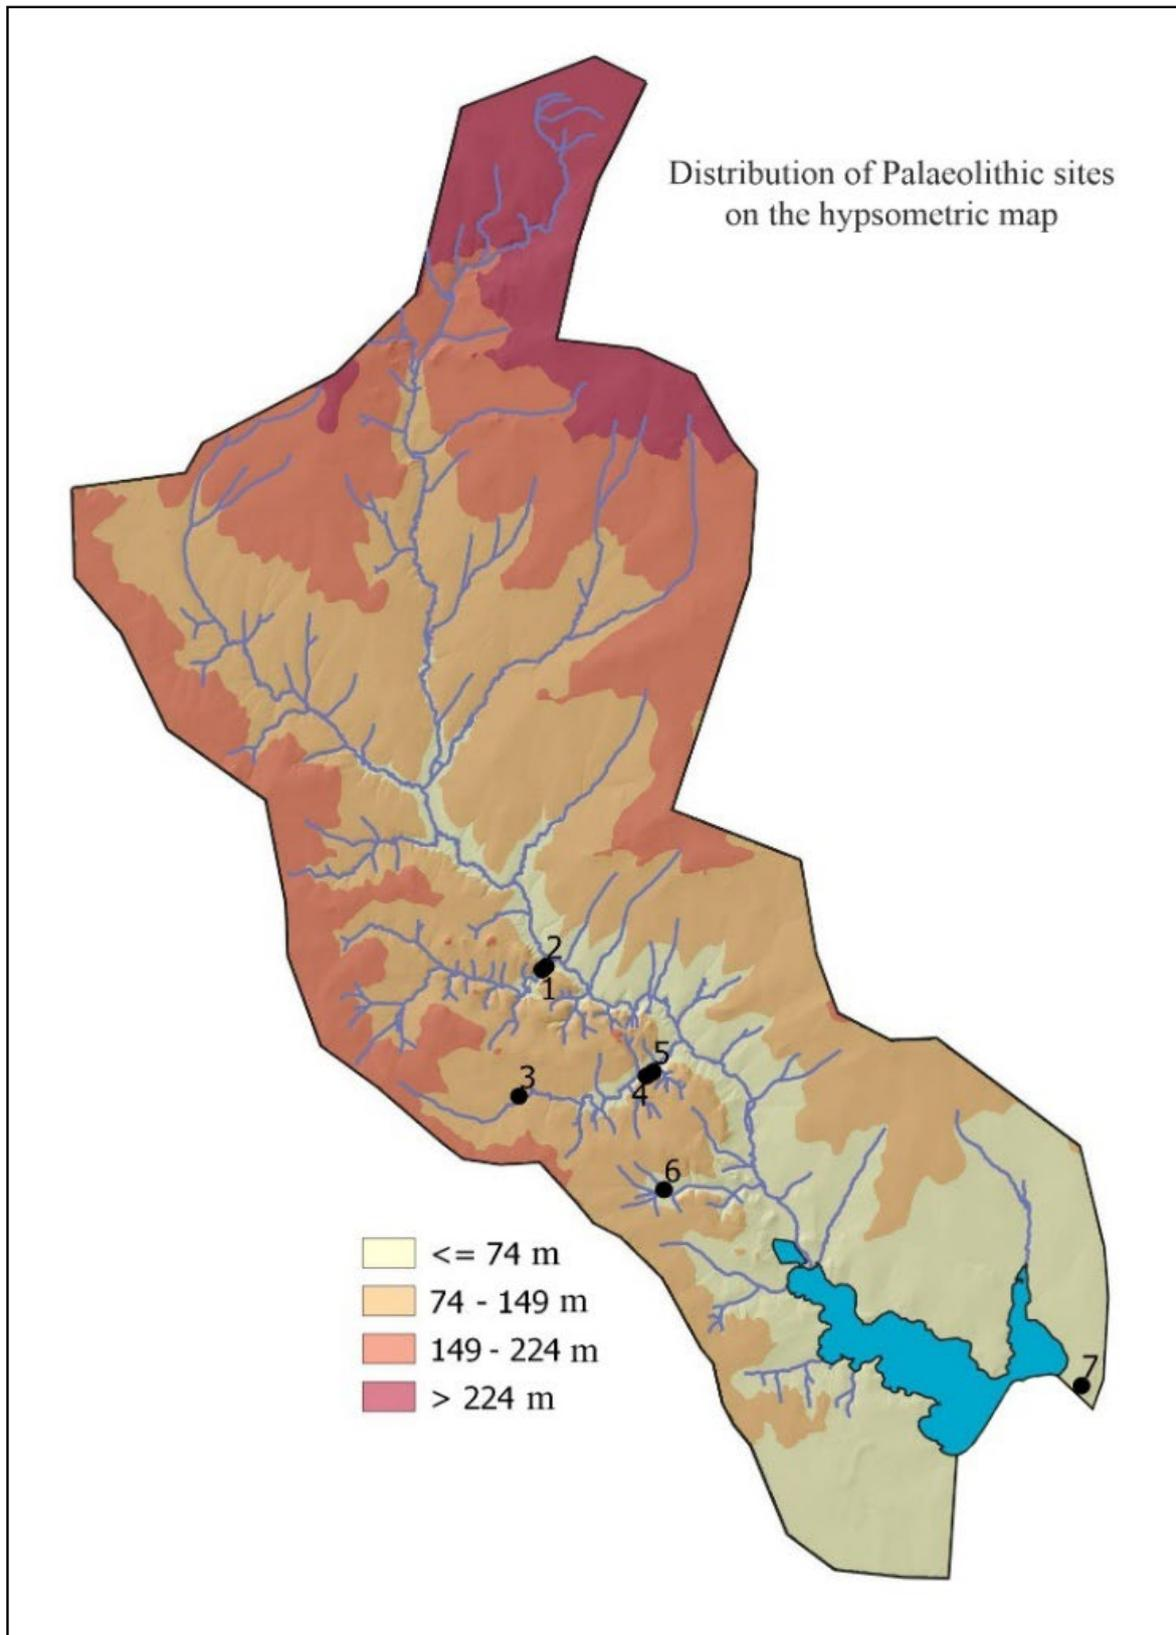 Distribution of Palaeolithic sites
on the hypsometric map
2
1
5
3
4
6
<= 74 m
74 - 149 m
149 - 224 m
> 224 m
7